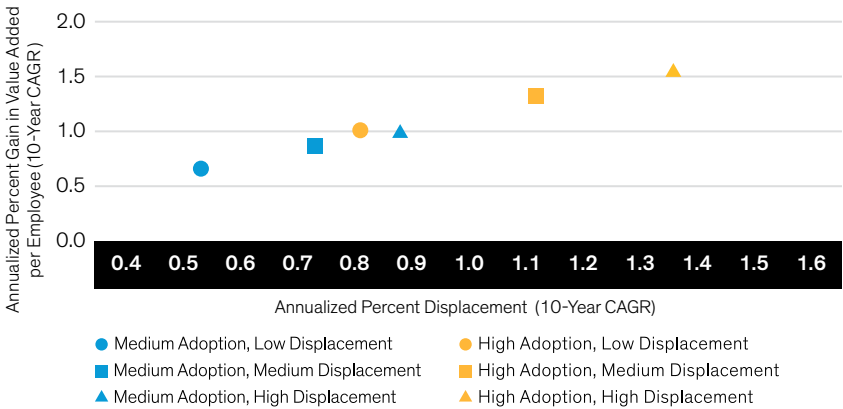 Annualized Percent Gain in Value Added
per Employee (10-Year CAGR)
2.0
1.5
1.0
0.5
0.0
0.4 0.5 0.6 0.7 0.8 0.9 1.0 1.1 1.2 1.3 1.4 1.5 1.6
Annualized Percent Displacement (10-Year CAGR)
Medium Adoption, Low Displacement
Medium Adoption, Medium Displacement
Medium Adoption, High Displacement
High Adoption, Low Displacement
High Adoption, Medium Displacement
High Adoption, High Displacement